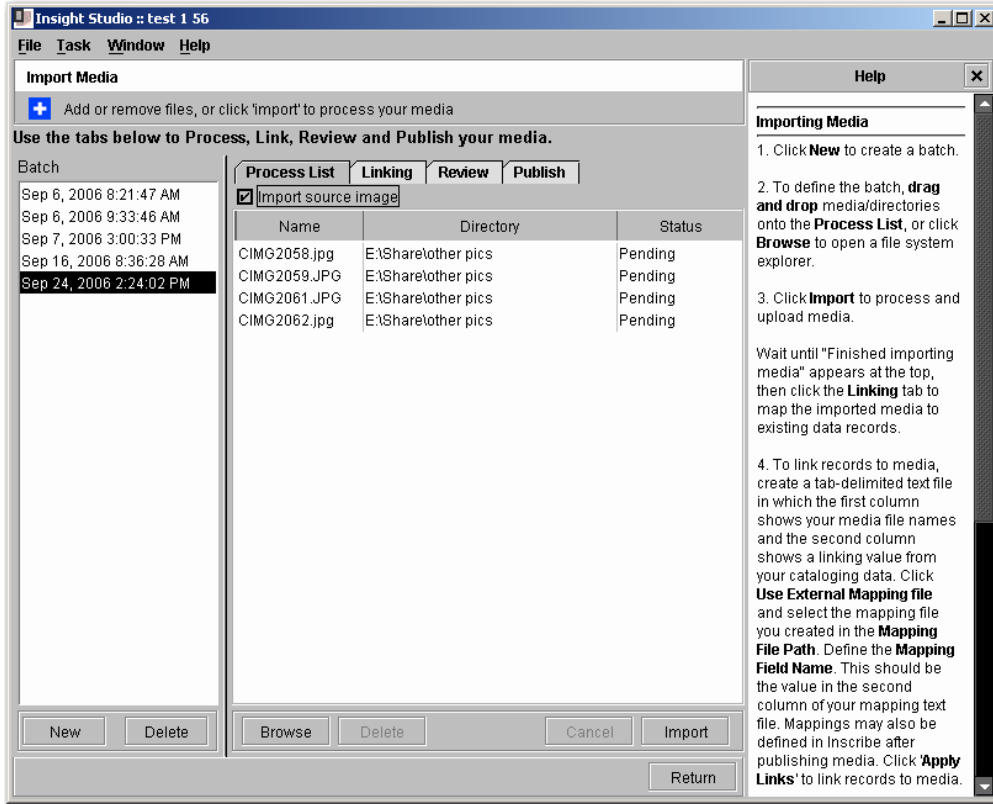 Insight Studio :: test 1 56
File Task Window Help
Import Media
Add or remove files, or click 'import' to process your media
Use the tabs below to Process, Link, Review and Publish your media.
Batch
Sep 6, 2006 8:21:47 AM
Sep 6, 2006 9:33:46 AM
Sep 7, 2006 3:00:33 PM
Sep 16, 2006 8:36:28 AM
Sep 24, 2006 2:24:02 PM
New Delete
Process List Linking Review Publish
Import source image
Name Directory Status
CIMG2058.jpg E:\Share\other pics Pending
CIMG2059.JPG E:\Share\other pics Pending
CIMG2061.JPG E:\Share\other pics Pending
CIMG2062.jpg E:\Share\other pics Pending
Browse Delete Cancel Import
Return
Help
Importing Media
1. Click New to create a batch.
2. To define the batch, drag
and drop media/directories
onto the Process List, or click
Browse to open a file system
explorer.
3. Click Import to process and
upload media.
Wait until "Finished importing
media" appears at the top,
then click the Linking tab to
map the imported media to
existing data records.
4. To link records to media,
create a tab-delimited text file
in which the first column
shows your media file names
and the second column
shows a linking value from
your cataloging data. Click
Use External Mapping file
and select the mapping file
you created in the Mapping
File Path. Define the Mapping
Field Name. This should be
the value in the second
column of your mapping text
file. Mappings may also be
defined in Inscribe after
publishing media. Click 'Apply
Links' to link records to media.